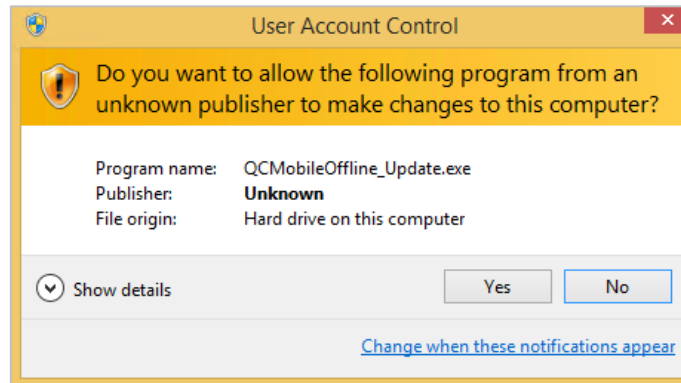 User Account Control
Do you want to allow the following program from an
unknown publisher to make changes to this computer?
Program name: QCMobileOffline_Update.exe
Publisher: Unknown
File origin: Hard drive on this computer
Show details
Yes
No
Change when these notifications appear